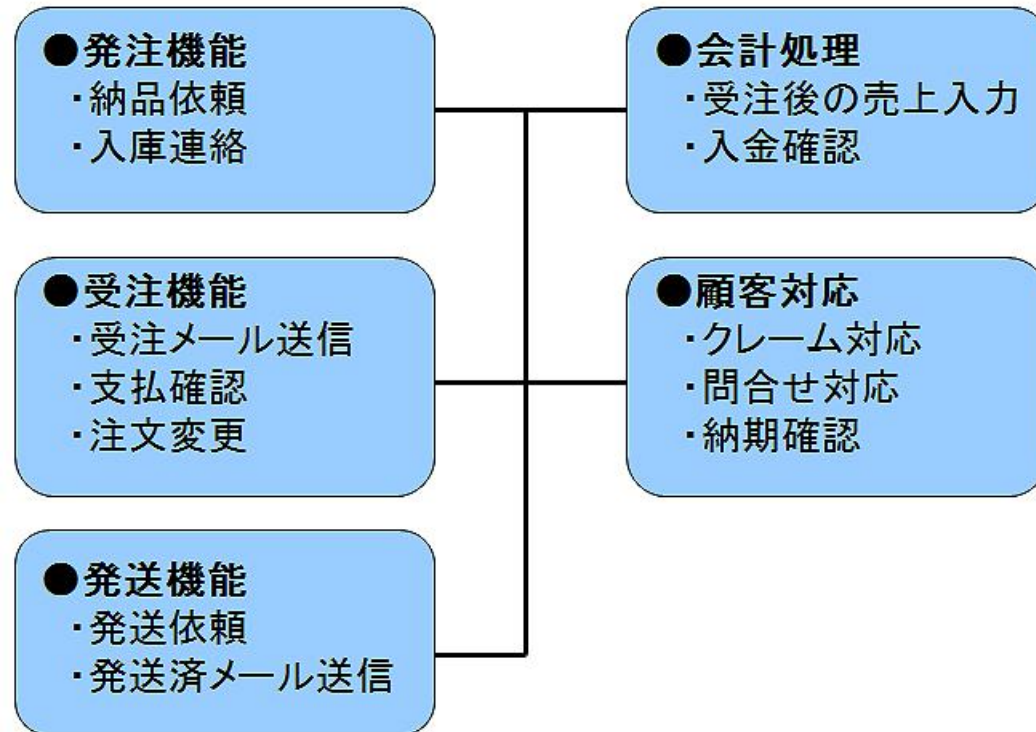 ●発注機能
・納品依頼
・入庫連絡
●会計処理
・受注後の売上入力
・入金確認
●受注機能
・受注メール送信
・支払確認
・注文変更
●顧客対応
・クレーム対応
・問合せ対応
・納期確認
●発送機能
・発送依頼
・発送済メール送信